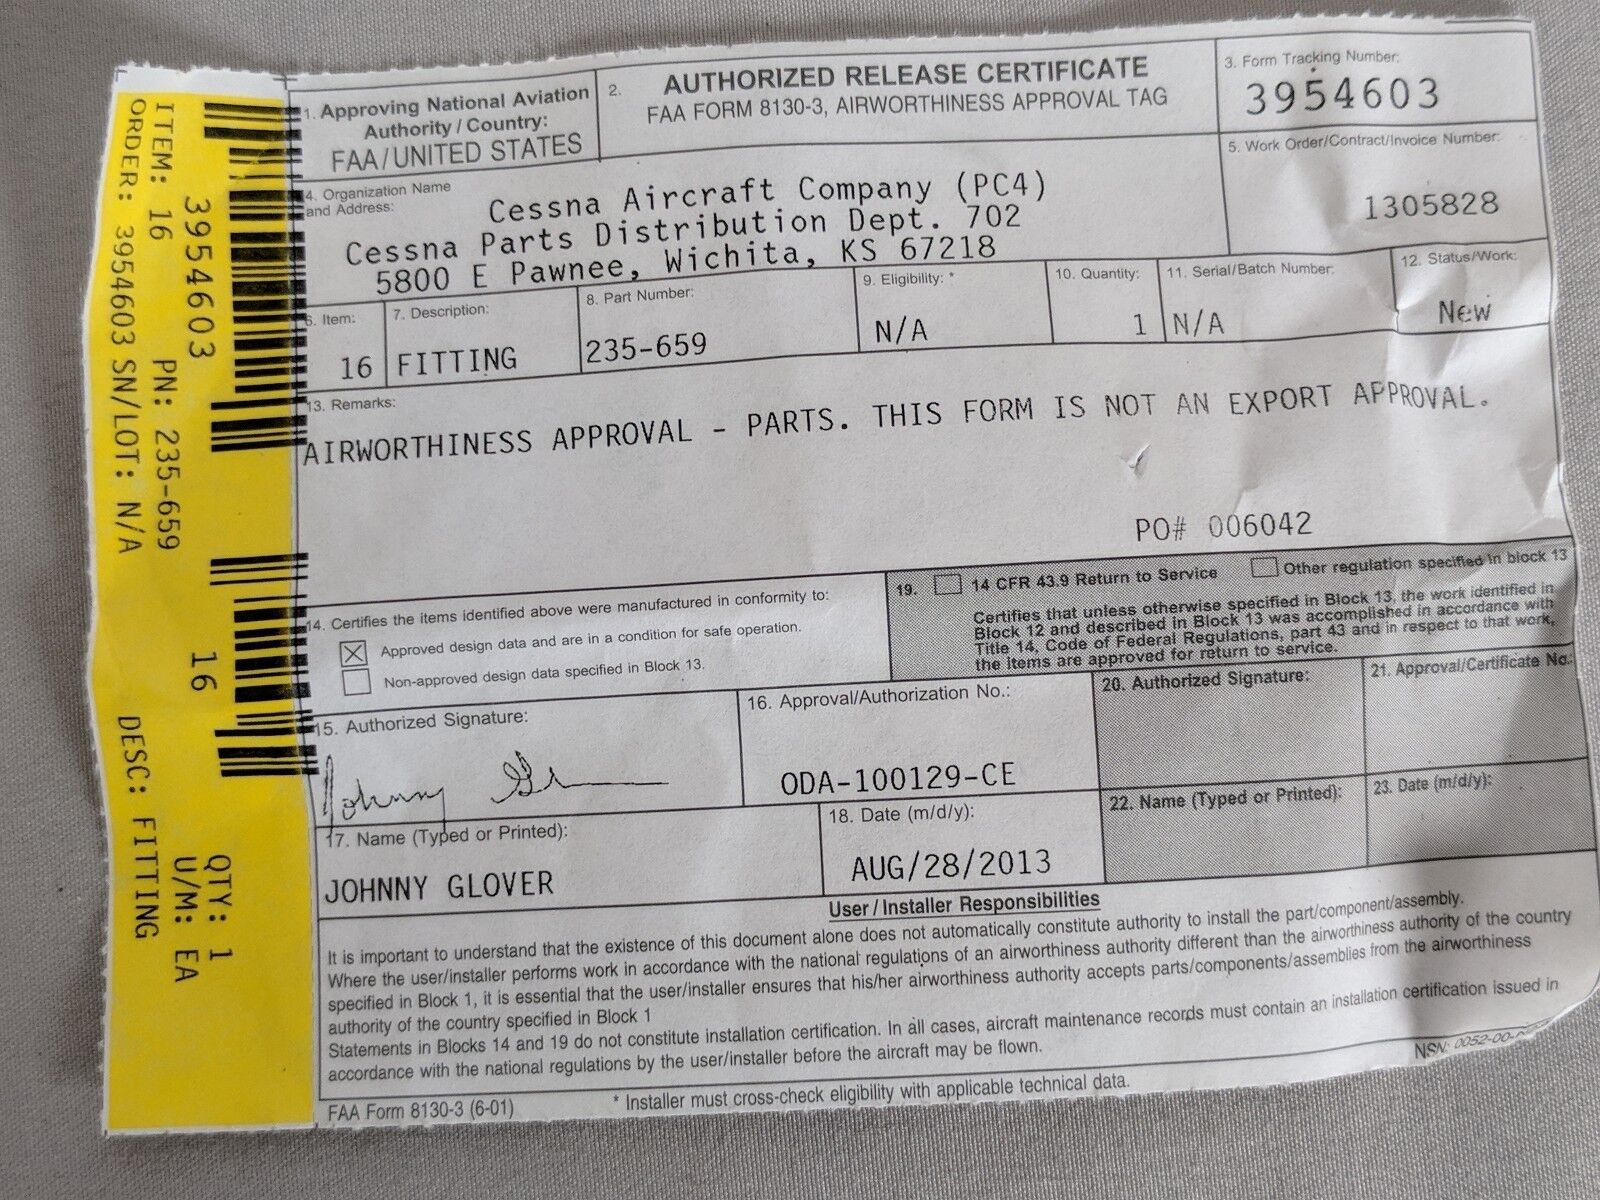 ITEM: 16
ORDER: 3954603 SN/LOT: N/A
3954603
PN: 235-659
16
DESC: FITTING
QTY: 1
U/M: EA
1. Approving National Aviation
Authority / Country:
FAA/UNITED STATES
2.
AUTHORIZED RELEASE CERTIFICATE
FAA FORM 8130-3, AIRWORTHINESS APPROVAL TAG
3. Form Tracking Number:
3954603
4. Organization Name
and Address:
Cessna Aircraft Company (PC4)
Cessna Parts Distribution Dept. 702
5800 E Pawnee, Wichita, KS 67218
5. Work Order/Contract/Invoice Number:
1305828
6. Item:
16
7. Description:
FITTING
8. Part Number:
235-659
9. Eligibility: *
N/A
10. Quantity:
1
11. Serial/Batch Number:
N/A
12. Status/Work:
New
13. Remarks:
AIRWORTHINESS APPROVAL - PARTS. THIS FORM IS NOT AN EXPORT APPROVAL.
PO# 006042
14. Certifies the items identified above were manufactured in conformity to:
Approved design data and are in a condition for safe operation.
Non-approved design data specified in Block 13.
19. 14 CFR 43.9 Return to Service Other regulation specified in block 13
Certifies that unless otherwise specified in Block 13, the work identified in
Block 12 and described in Block 13 was accomplished in accordance with
Title 14, Code of Federal Regulations, part 43 and in respect to that work,
the items are approved for return to service.
15. Authorized Signature:
Johnny Gl
16. Approval/Authorization No.:
ODA-100129-CE
20. Authorized Signature:
21. Approval/Certificate No.:
17. Name (Typed or Printed):
JOHNNY GLOVER
18. Date (m/d/y):
AUG/28/2013
22. Name (Typed or Printed):
23. Date (m/d/y):
User / Installer Responsibilities
It is important to understand that the existence of this document alone does not automatically constitute authority to install the part/component/assembly.
Where the user/installer performs work in accordance with the national regulations of an airworthiness authority different than the airworthiness authority of the country
specified in Block 1, it is essential that the user/installer ensures that his/her airworthiness authority accepts parts/components/assemblies from the airworthiness
authority of the country specified in Block 1
Statements in Blocks 14 and 19 do not constitute installation certification. In all cases, aircraft maintenance records must contain an installation certification issued in
accordance with the national regulations by the user/installer before the aircraft may be flown.
FAA Form 8130-3 (6-01)
* Installer must cross-check eligibility with applicable technical data.
NSN: 0052-00-